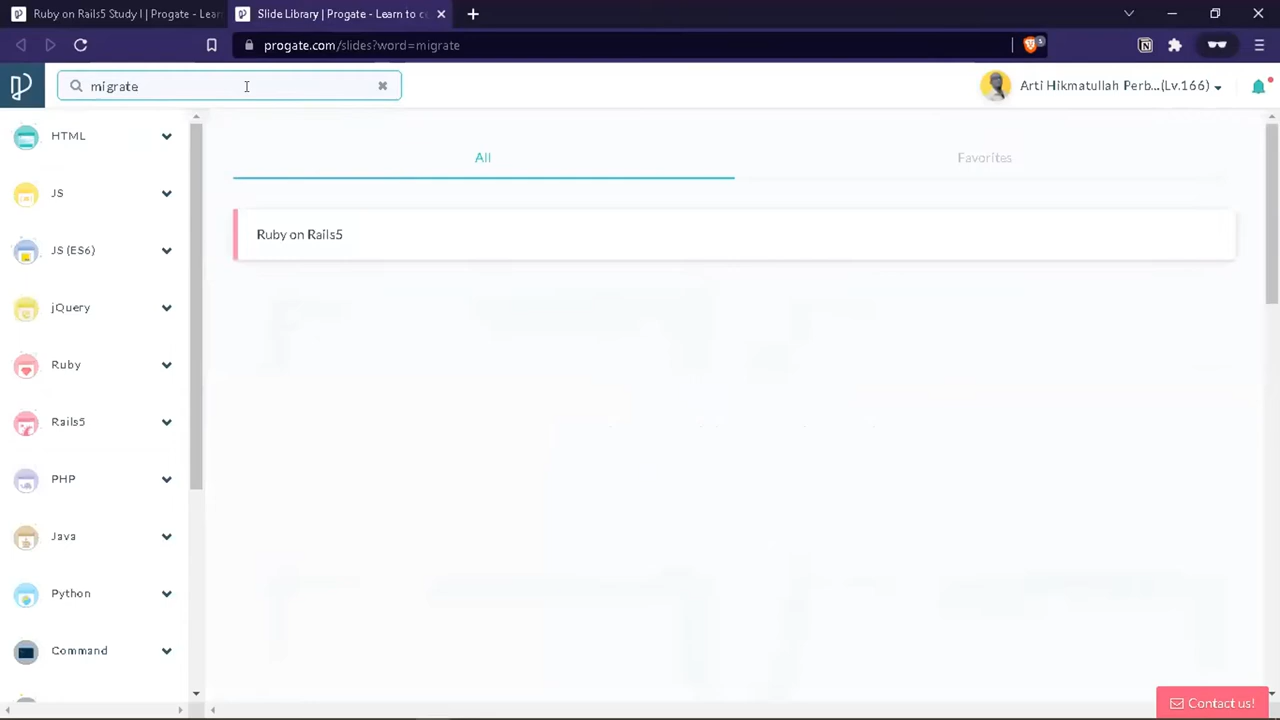 Ruby on Rails5 Study I | Progate - Lear
Slide Library | Progate - Learn to c
progate.com/slides?word=migrate
5
migrate
Arti Hikmatullah Perb...(Lv.166)
HTML
JS
JS (ES6)
jQuery
Ruby
Rails5
PHP
Java
Python
Command
All
Favorites
Ruby on Rails5
Contact us!